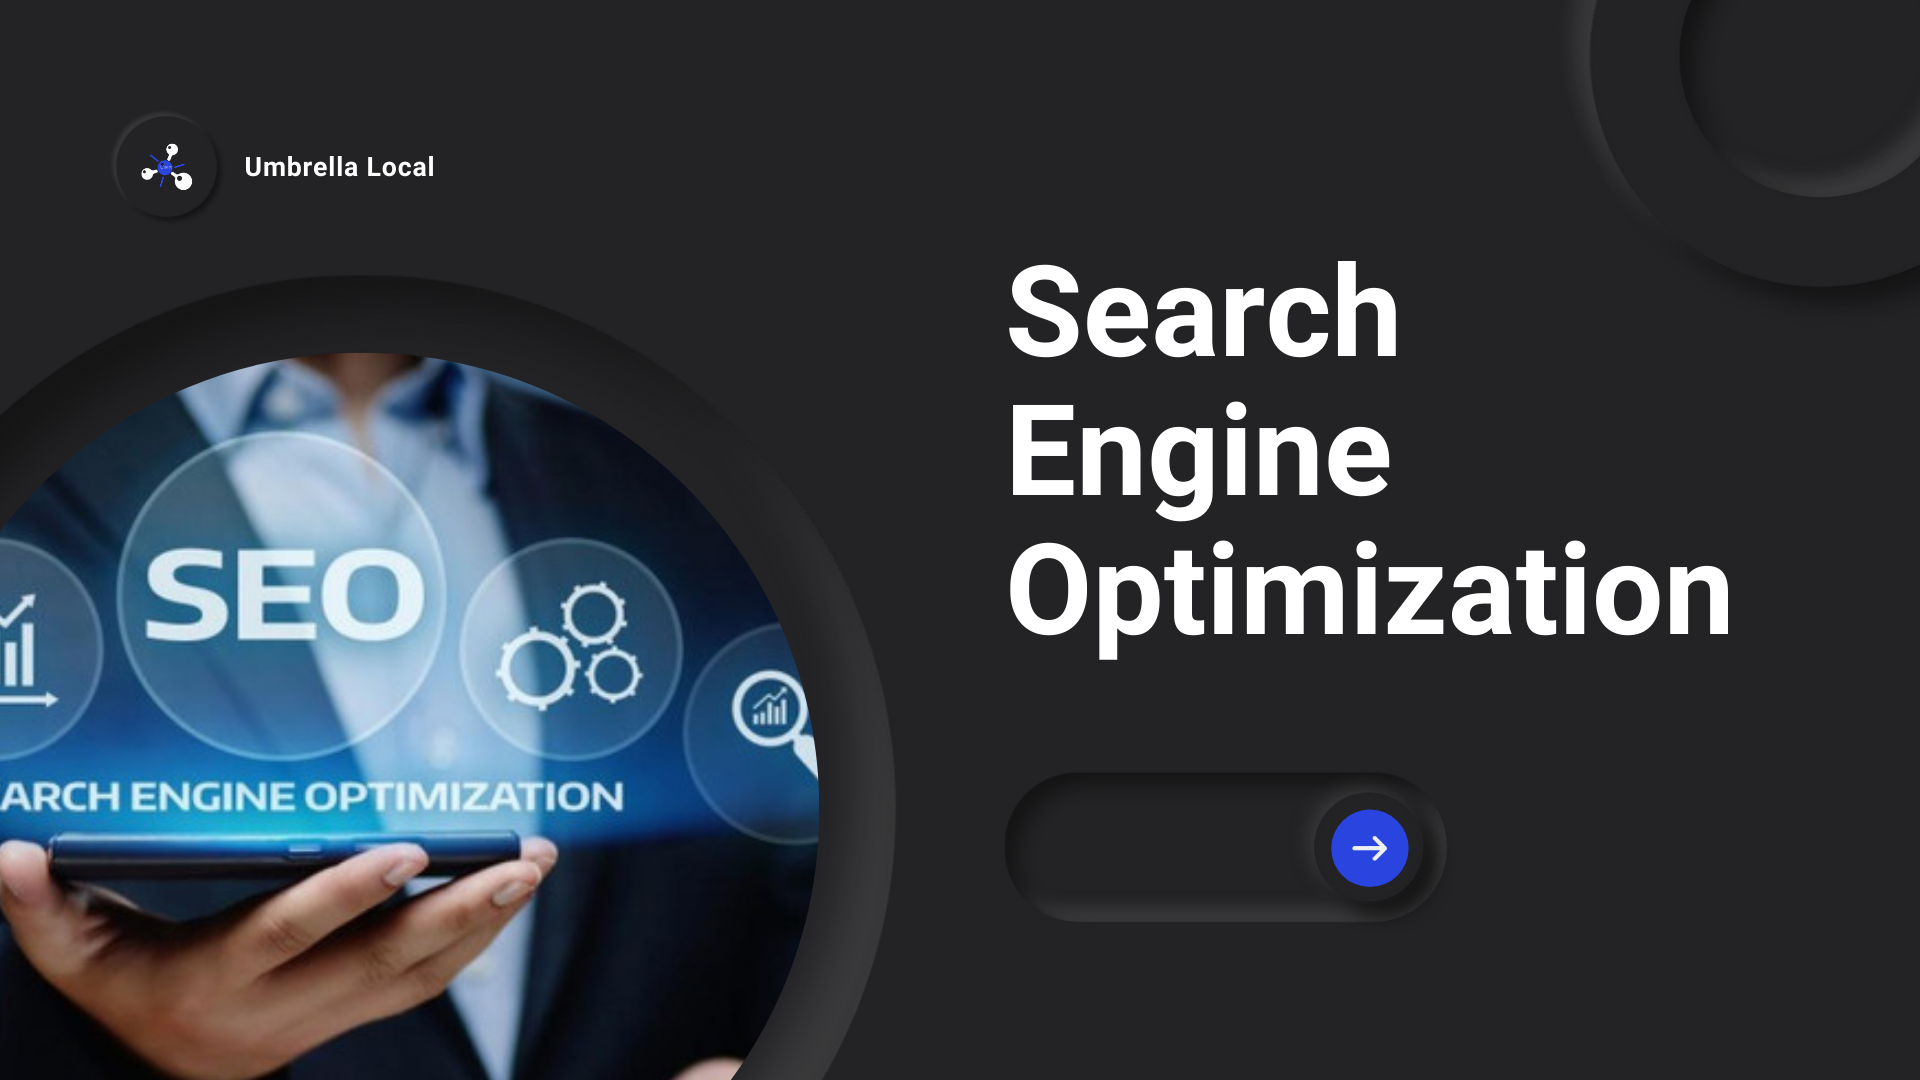 Umbrella Local
Search
Engine
Optimization
SEO
ARCH ENGINE OPTIMIZATION